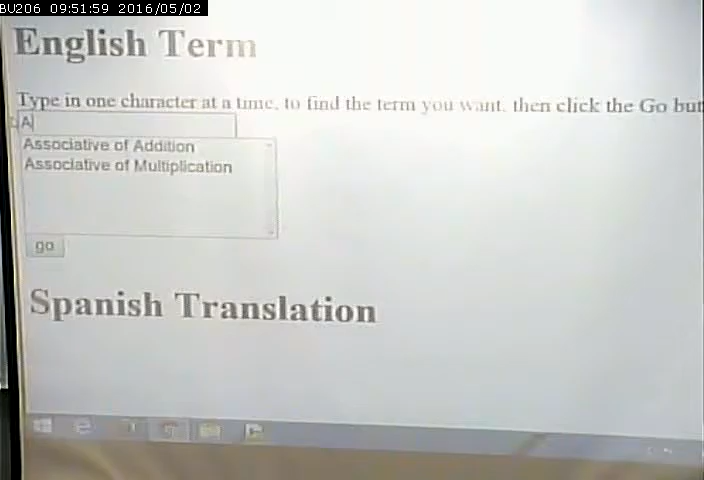 BU206 09:51:59 2016/05/02
English Term
Type in one character at a time, to find the term you want, then click the Go but
A
Associative of Addition
Associative of Multiplication
go
Spanish Translation